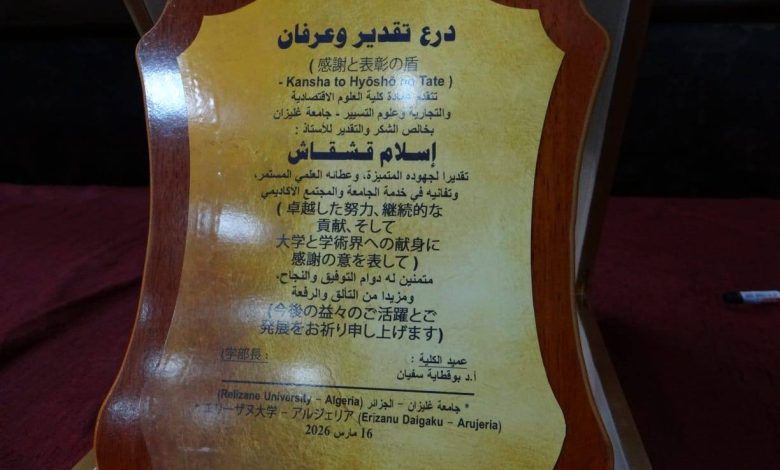 درع تقدير وعرفان
( 感謝と表彰の盾
- Kansha to Hyōshō no Tate )
تتقدم عمادة كلية العلوم الاقتصادية
والتجارية وعلوم التسيير - جامعة غليزان
بخالص الشكر والتقدير للأستاذ :
إسلام قشقاش
تقديرا لجهوده المتميزة، وعطائه العلمي المستمر،
وتفانيه في خدمة الجامعة والمجتمع الأكاديمي
( 卓越した努力、継続的な
貢献、そして
大学と学術界への献身に
感謝の意を表して )
متمنين له دوام التوفيق والنجاح،
ومزيدا من التألق والرفعة
(今後の益々のご活躍とご
発展をお祈り申し上げます)
عميد الكلية : (学部長 :
أ.د بوقطاية سفيان
* جامعة غليزان – الجزائر (Relizane University – Algeria)
* エリーザヌ大学 – アルジェリア (Erizanu Daigaku – Arujeria)
16 مارس 2026